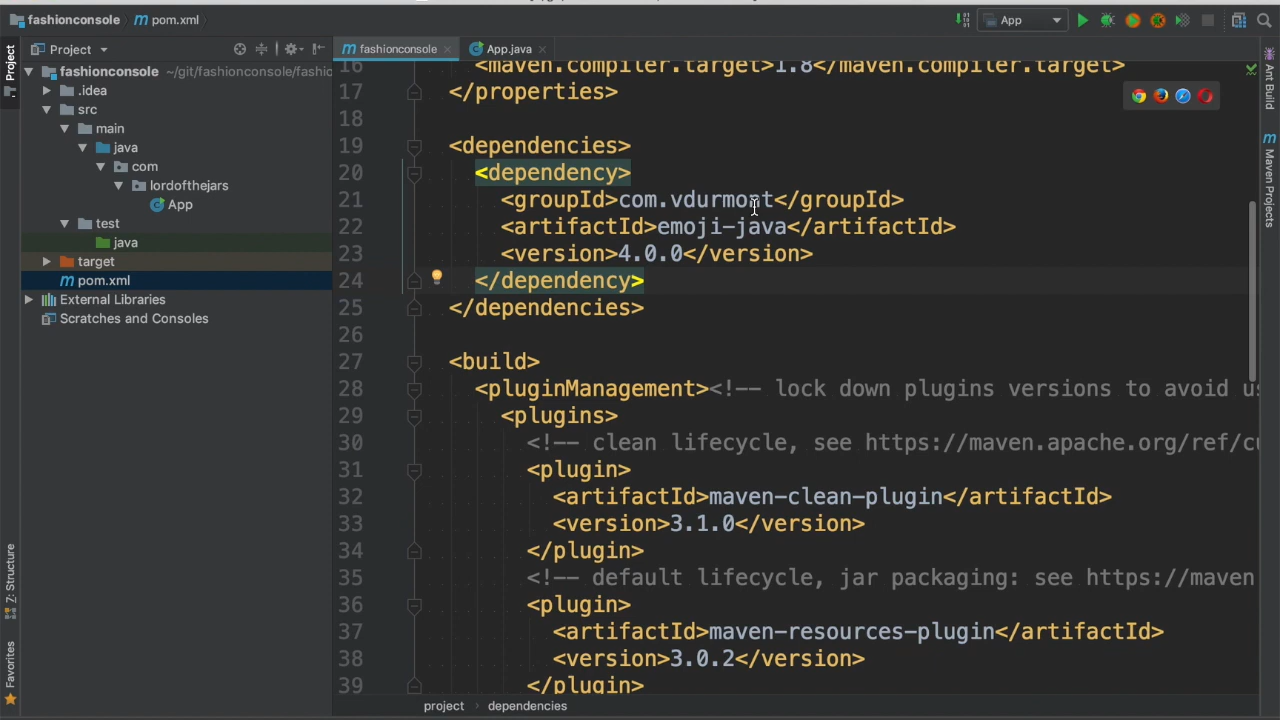 fashionconsole pom.xml App
Project
fashionconsole App.java
fashionconsole ~/git/fashionconsole/fashio
.idea
src
main
java
com
lordofthejars
App
test
java
target
pom.xml
External Libraries
Scratches and Consoles
Project
Z: Structure
Favorites
Ant Build
Maven Projects
16 <maven.compiler.target>1.8</maven.compiler.target>
17 </properties>
18
19 <dependencies>
20 <dependency>
21 <groupId>com.vdurmont</groupId>
22 <artifactId>emoji-java</artifactId>
23 <version>4.0.0</version>
24 </dependency>
25 </dependencies>
26
27 <build>
28 <pluginManagement><!-- lock down plugins versions to avoid us
29 <plugins>
30 <!-- clean lifecycle, see https://maven.apache.org/ref/cu
31 <plugin>
32 <artifactId>maven-clean-plugin</artifactId>
33 <version>3.1.0</version>
34 </plugin>
35 <!-- default lifecycle, jar packaging: see https://maven
36 <plugin>
37 <artifactId>maven-resources-plugin</artifactId>
38 <version>3.0.2</version>
39 </plugin>
project › dependencies